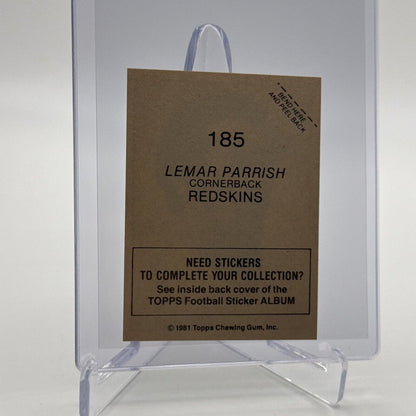 BEND HERE
AND PEEL BACK
185
LEMAR PARRISH
CORNERBACK
REDSKINS
NEED STICKERS
TO COMPLETE YOUR COLLECTION?
See inside back cover of the
TOPPS Football Sticker ALBUM
© 1981 Topps Chewing Gum, Inc.